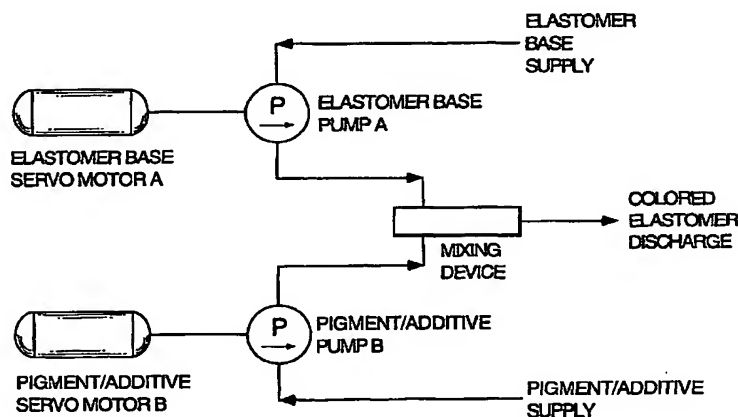 ELASTOMER
BASE
SUPPLY
P
ELASTOMER BASE
PUMP A
ELASTOMER BASE
SERVO MOTOR A
COLORED
ELASTOMER
DISCHARGE
MIXING
DEVICE
P
PIGMENT/ADDITIVE
PUMP B
PIGMENT/ADDITIVE
SERVO MOTOR B
PIGMENT/ADDITIVE
SUPPLY